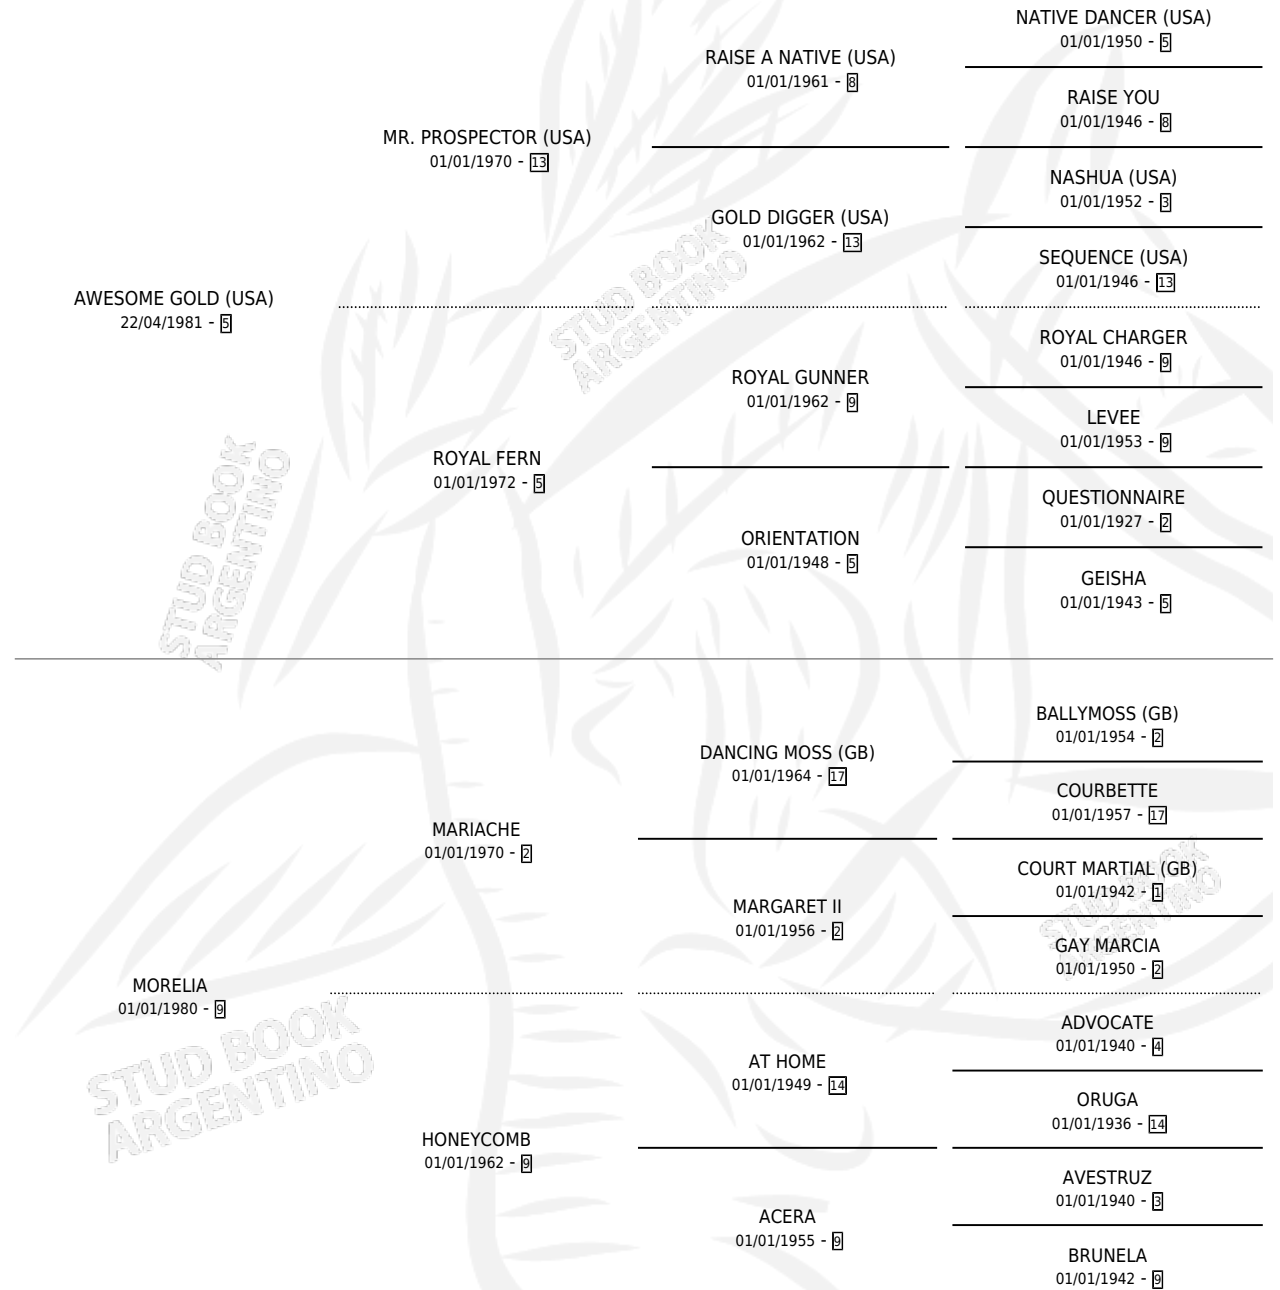 NATIVE DANCER (USA)
01/01/1950 - 5
RAISE A NATIVE (USA)
01/01/1961 - 8
RAISE YOU
01/01/1946 - 8
MR. PROSPECTOR (USA)
01/01/1970 - 13
NASHUA (USA)
01/01/1952 - 3
GOLD DIGGER (USA)
01/01/1962 - 13
SEQUENCE (USA)
01/01/1946 - 13
AWESOME GOLD (USA)
22/04/1981 - 5
ROYAL CHARGER
01/01/1946 - 9
ROYAL GUNNER
01/01/1962 - 9
LEVEE
01/01/1953 - 9
ROYAL FERN
01/01/1972 - 5
QUESTIONNAIRE
01/01/1927 - 2
ORIENTATION
01/01/1948 - 5
GEISHA
01/01/1943 - 5
BALLYMOSS (GB)
01/01/1954 - 2
DANCING MOSS (GB)
01/01/1964 - 17
COURBETTE
01/01/1957 - 17
MARIACHE
01/01/1970 - 2
COURT MARTIAL (GB)
01/01/1942 - 1
MARGARET II
01/01/1956 - 2
GAY MARCIA
01/01/1950 - 2
MORELIA
01/01/1980 - 9
ADVOCATE
01/01/1940 - 4
AT HOME
01/01/1949 - 14
ORUGA
01/01/1936 - 14
HONEYCOMB
01/01/1962 - 9
AVESTRUZ
01/01/1940 - 3
ACERA
01/01/1955 - 9
BRUNELA
01/01/1942 - 9
STUD BOOK
ARGENTINO
STUD BOOK
ARGENTINO
STUD BOOK
ARGENTINO
STUD BOOK
ARGENTINO